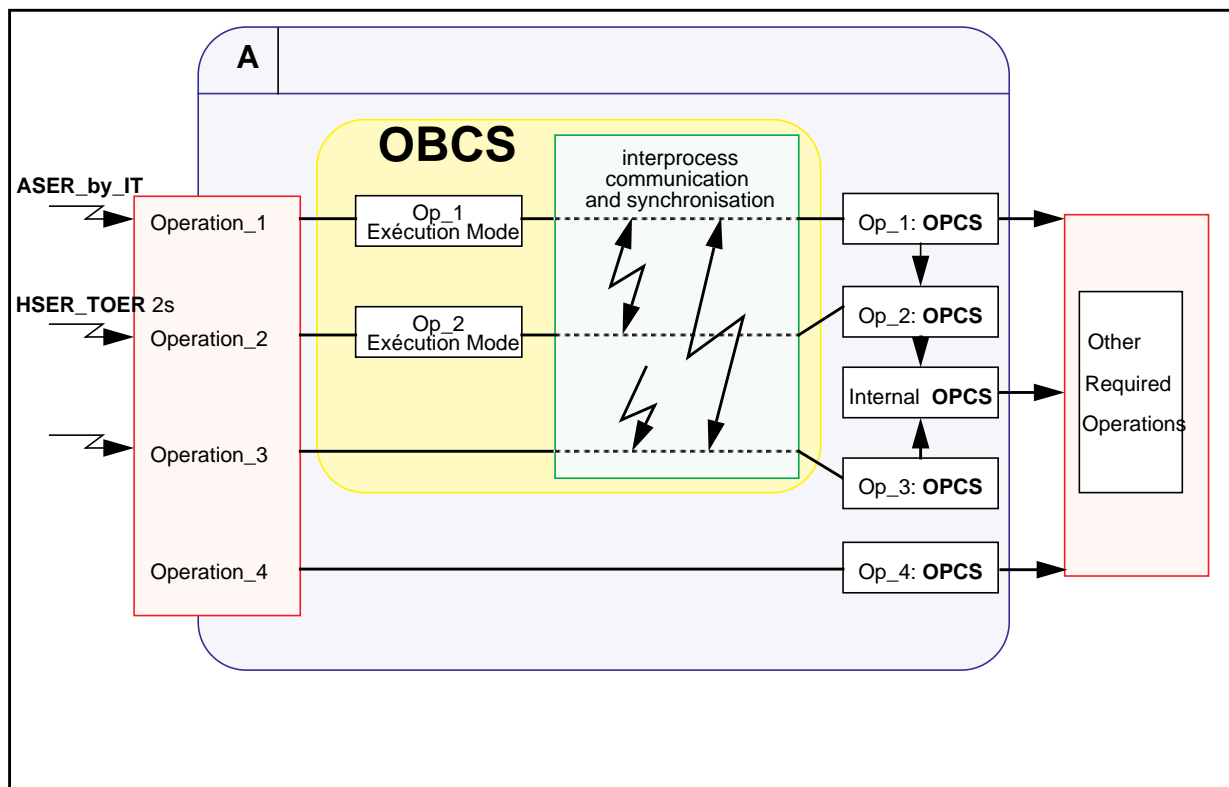 A
OBCS
interprocess
communication
and synchronisation
ASER_by_IT
Operation_1
Op_1
Exécution Mode
Op_1: OPCS
HSER_TOER 2s
Operation_2
Op_2
Exécution Mode
Op_2: OPCS
Internal OPCS
Operation_3
Op_3: OPCS
Operation_4
Op_4: OPCS
Other
Required
Operations